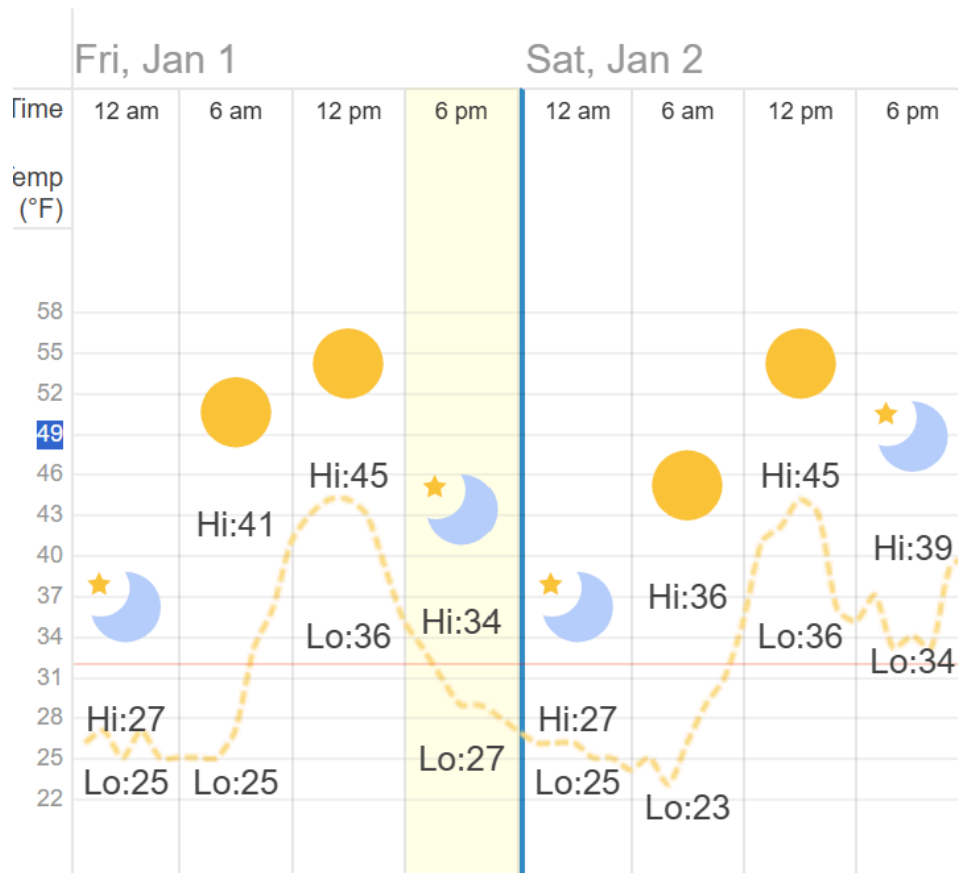 Fri, Jan 1 Sat, Jan 2
Time 12 am 6 am 12 pm 6 pm 12 am 6 am 12 pm 6 pm
emp
(°F)
58
55
52
49
46 Hi:45 Hi:45
43 Hi:41
40 Hi:39
37 Hi:36
34 Lo:36 Hi:34 Lo:36
31 Lo:34
28 Hi:27 Hi:27
25 Lo:25 Lo:25 Lo:27 Lo:25
22 Lo:23